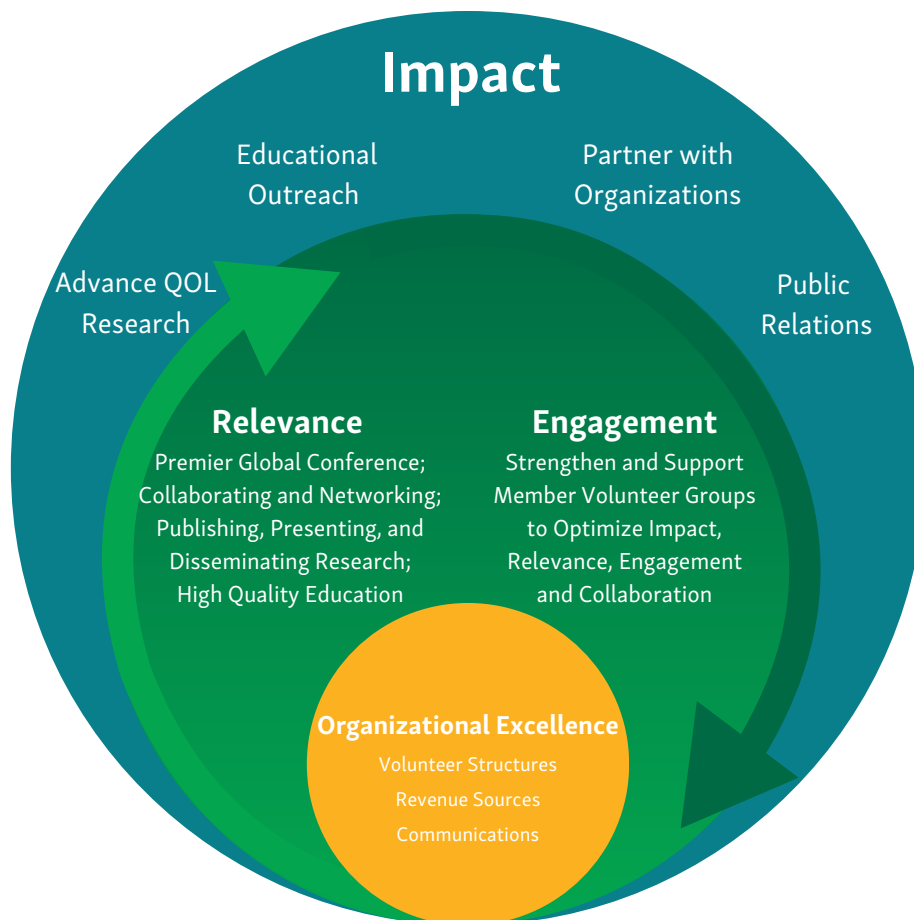 Impact
Educational
Outreach
Partner with
Organizations
Advance QOL
Research
Public
Relations
Relevance
Premier Global Conference;
Collaborating and Networking;
Publishing, Presenting, and
Disseminating Research;
High Quality Education
Engagement
Strengthen and Support
Member Volunteer Groups
to Optimize Impact,
Relevance, Engagement
and Collaboration
Organizational Excellence
Volunteer Structures
Revenue Sources
Communications